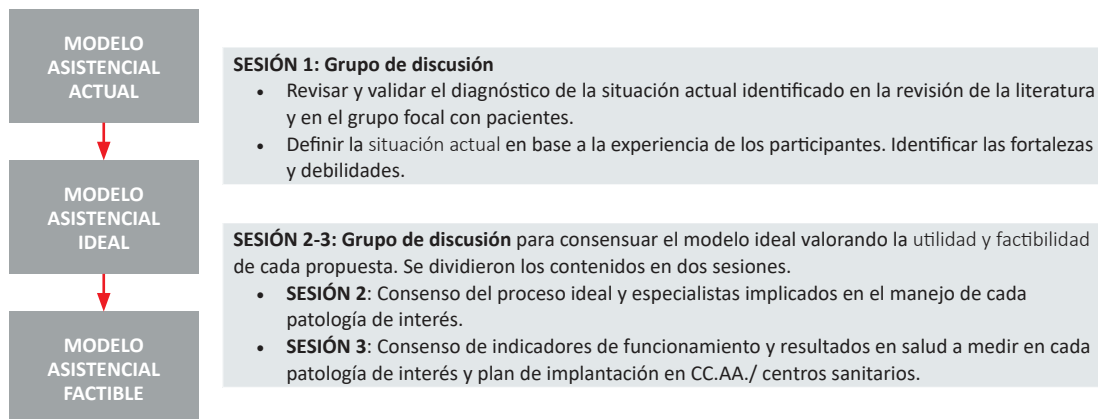 MODELO
ASISTENCIAL
ACTUAL
SESIÓN 1: Grupo de discusión
• Revisar y validar el diagnóstico de la situación actual identificado en la revisión de la literatura
y en el grupo focal con pacientes.
• Definir la situación actual en base a la experiencia de los participantes. Identificar las fortalezas
y debilidades.
MODELO
ASISTENCIAL
IDEAL
SESIÓN 2-3: Grupo de discusión para consensuar el modelo ideal valorando la utilidad y factibilidad
de cada propuesta. Se dividieron los contenidos en dos sesiones.
• SESIÓN 2: Consenso del proceso ideal y especialistas implicados en el manejo de cada
patología de interés.
• SESIÓN 3: Consenso de indicadores de funcionamiento y resultados en salud a medir en cada
patología de interés y plan de implantación en CC.AA./ centros sanitarios.
MODELO
ASISTENCIAL
FACTIBLE